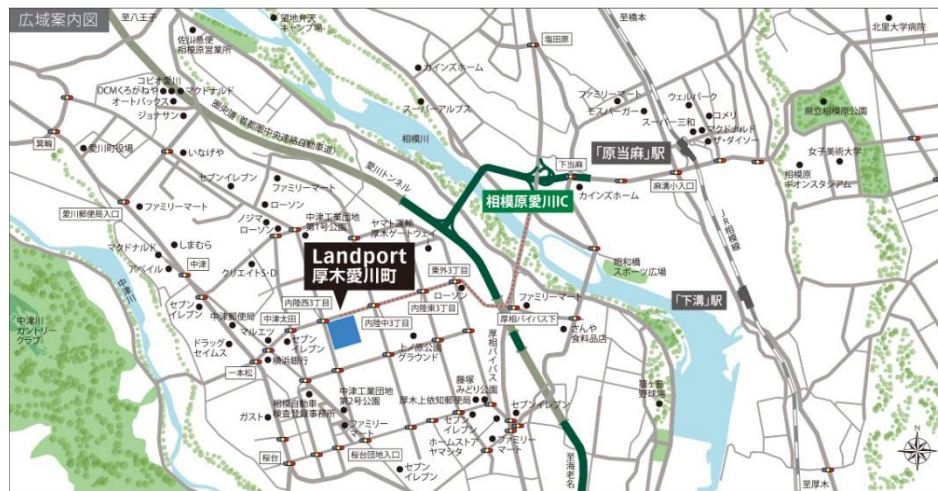 広域案内図
至八王子
佐川急便
相模原営業所
望地弁天
キャンプ場
至橋本
北里大学病院
塩田原
カインズホーム
コピオ愛川
DCMくろがねや
マクドナルド
オートバックス
ジョナサン
圏央道(首都圏中央連絡自動車道)
スーパーアルプス
相模川
ファミリーマート
モスバーガー
ウェルパーク
スーパー三和
コメリ
マクドナルド
ザ・ダイソー
県立相模原公園
箕輪
愛川町役場
いなげや
「原当麻」駅
女子美術大学
下当麻
カインズホーム
麻溝小入口
相模原
ギオンスタジアム
セブンイレブン
ファミリーマート
愛川トンネル
相模原愛川IC
愛川郵便局入口
ファミリーマート
ローソン
ノジマ
ローソン
中津工業団地
第1号公園
ヤマト運輸
厚木ゲートウェイ
JR相模線
マクドナルド
しまむら
アベイル
中津
クリエイトS・D
Landport
厚木愛川町
東外3丁目
ローソン
昭和橋
スポーツ広場
中津川
セブン
イレブン
中津郵便局
内陸西3丁目
内陸東3丁目
ファミリーマート
「下溝」駅
中津川
カントリー
クラブ
中津太田
内陸中3丁目
厚相バイパス下
マルエツ
セブン
イレブン
ドラッグ
セイムス
横浜銀行
上ノ原公園
グラウンド
厚相バイパス
さんや
食料品店
一本松
相模自動車
検査登録事務所
中津工業団地
第2号公園
藤塚
みどり公園
厚木上依知郵便局
セブンイレブン
野球場
ガスト
ファミリー
マート
セブン
イレブン
ホームストア
ヤマシタ
ファミリー
マート
桜台
桜台団地入口
セブン
イレブン
至海老名
至厚木
N